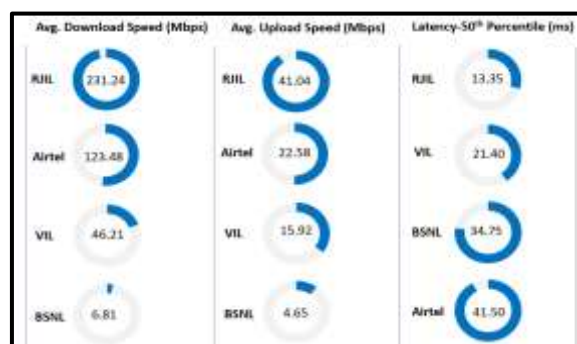 Avg. Download Speed (Mbps)
RJIL 231.24
Airtel 123.48
VIL 46.21
BSNL 6.81
Avg. Upload Speed (Mbps)
RJIL 41.04
Airtel 22.58
VIL 15.92
BSNL 4.65
Latency-50th Percentile (ms)
RJIL 13.35
VIL 21.40
BSNL 34.75
Airtel 41.50